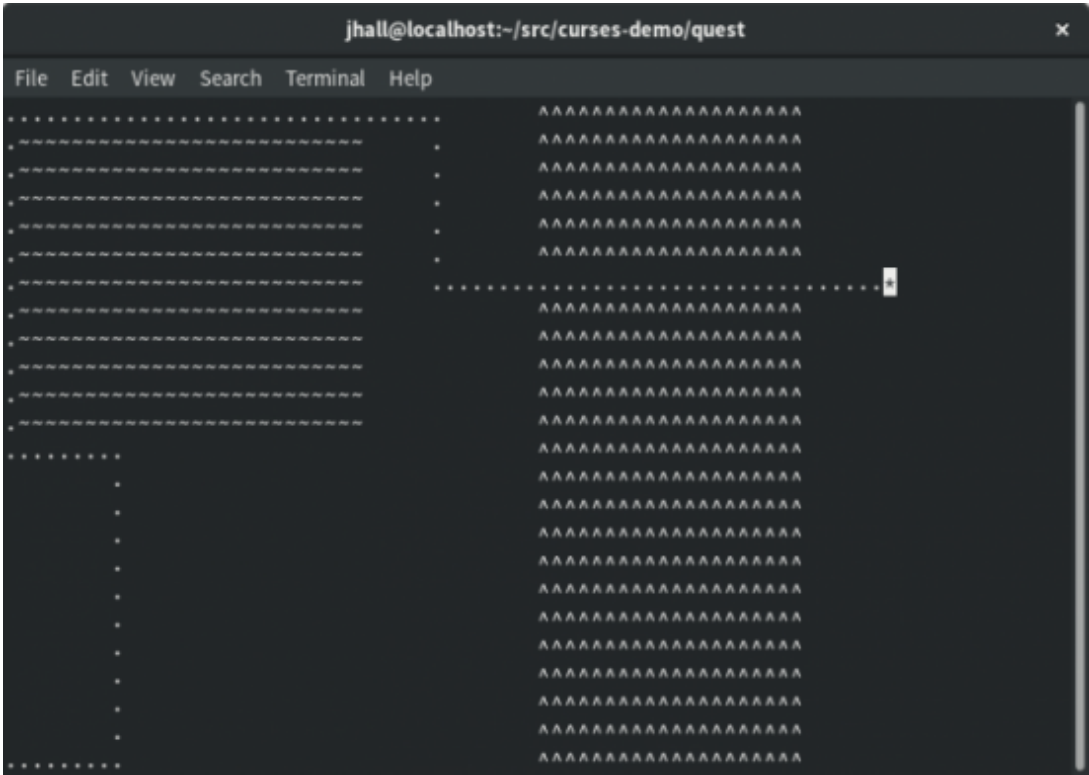 jhall@localhost:~/src/curses-demo/quest ×
File Edit View Search Terminal Help
..................................       ^^^^^^^^^^^^^^^^^^^^
.~~~~~~~~~~~~~~~~~~~~~~~~~~      .       ^^^^^^^^^^^^^^^^^^^^
.~~~~~~~~~~~~~~~~~~~~~~~~~~      .       ^^^^^^^^^^^^^^^^^^^^
.~~~~~~~~~~~~~~~~~~~~~~~~~~      .       ^^^^^^^^^^^^^^^^^^^^
.~~~~~~~~~~~~~~~~~~~~~~~~~~      .       ^^^^^^^^^^^^^^^^^^^^
.~~~~~~~~~~~~~~~~~~~~~~~~~~      .       ^^^^^^^^^^^^^^^^^^^^
.~~~~~~~~~~~~~~~~~~~~~~~~~~      ..................................*
.~~~~~~~~~~~~~~~~~~~~~~~~~~              ^^^^^^^^^^^^^^^^^^^^
.~~~~~~~~~~~~~~~~~~~~~~~~~~              ^^^^^^^^^^^^^^^^^^^^
.~~~~~~~~~~~~~~~~~~~~~~~~~~              ^^^^^^^^^^^^^^^^^^^^
.~~~~~~~~~~~~~~~~~~~~~~~~~~              ^^^^^^^^^^^^^^^^^^^^
.~~~~~~~~~~~~~~~~~~~~~~~~~~              ^^^^^^^^^^^^^^^^^^^^
.........                                ^^^^^^^^^^^^^^^^^^^^
        .                                ^^^^^^^^^^^^^^^^^^^^
        .                                ^^^^^^^^^^^^^^^^^^^^
        .                                ^^^^^^^^^^^^^^^^^^^^
        .                                ^^^^^^^^^^^^^^^^^^^^
        .                                ^^^^^^^^^^^^^^^^^^^^
        .                                ^^^^^^^^^^^^^^^^^^^^
        .                                ^^^^^^^^^^^^^^^^^^^^
        .                                ^^^^^^^^^^^^^^^^^^^^
        .                                ^^^^^^^^^^^^^^^^^^^^
        .                                ^^^^^^^^^^^^^^^^^^^^
.........                                ^^^^^^^^^^^^^^^^^^^^